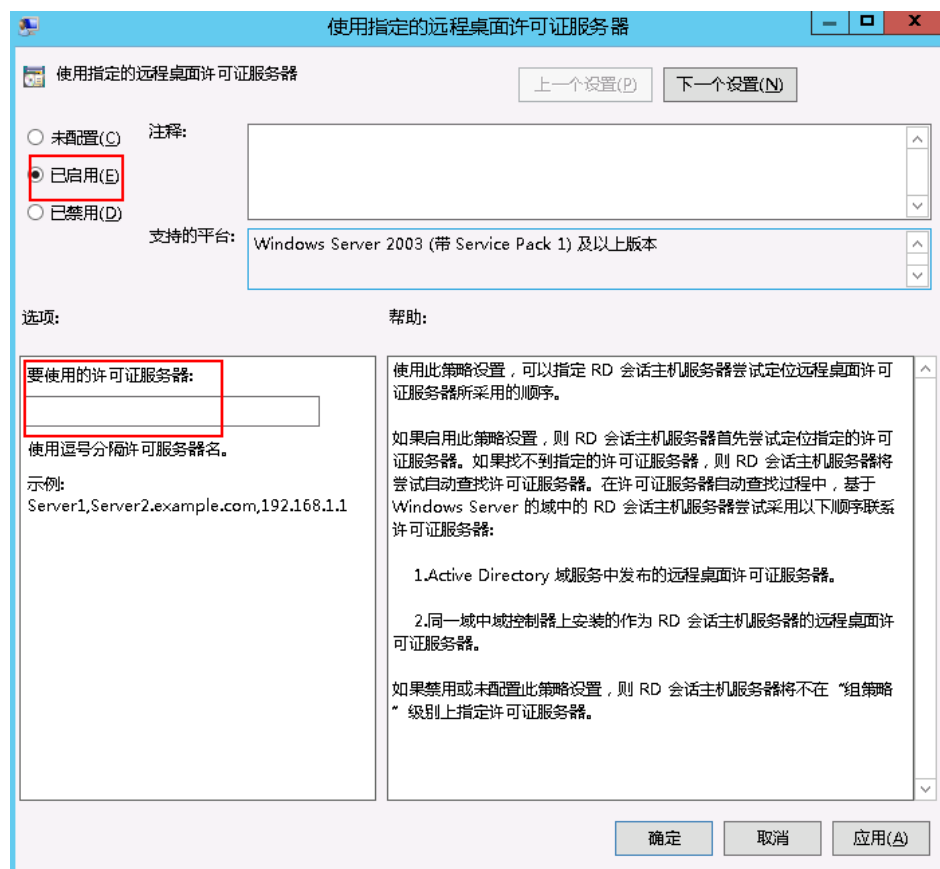 使用指定的远程桌面许可证服务器
使用指定的远程桌面许可证服务器
上一个设置(P)
下一个设置(N)
未配置(C)
注释:
已启用(E)
已禁用(D)
支持的平台:
Windows Server 2003 (带 Service Pack 1) 及以上版本
选项:
帮助:
要使用的许可证服务器:
使用逗号分隔许可服务器名。
示例:
Server1,Server2.example.com,192.168.1.1
使用此策略设置，可以指定 RD 会话主机服务器尝试定位远程桌面许可
证服务器所采用的顺序。
如果启用此策略设置，则 RD 会话主机服务器首先尝试定位指定的许可
证服务器。如果找不到指定的许可证服务器，则 RD 会话主机服务器将
尝试自动查找许可证服务器。在许可证服务器自动查找过程中，基于
Windows Server 的域中的 RD 会话主机服务器尝试采用以下顺序联系
许可证服务器:
1.Active Directory 域服务中发布的远程桌面许可证服务器。
2.同一域中域控制器上安装的作为 RD 会话主机服务器的远程桌面许
可证服务器。
如果禁用或未配置此策略设置，则 RD 会话主机服务器将不在“组策略
”级别上指定许可证服务器。
确定
取消
应用(A)